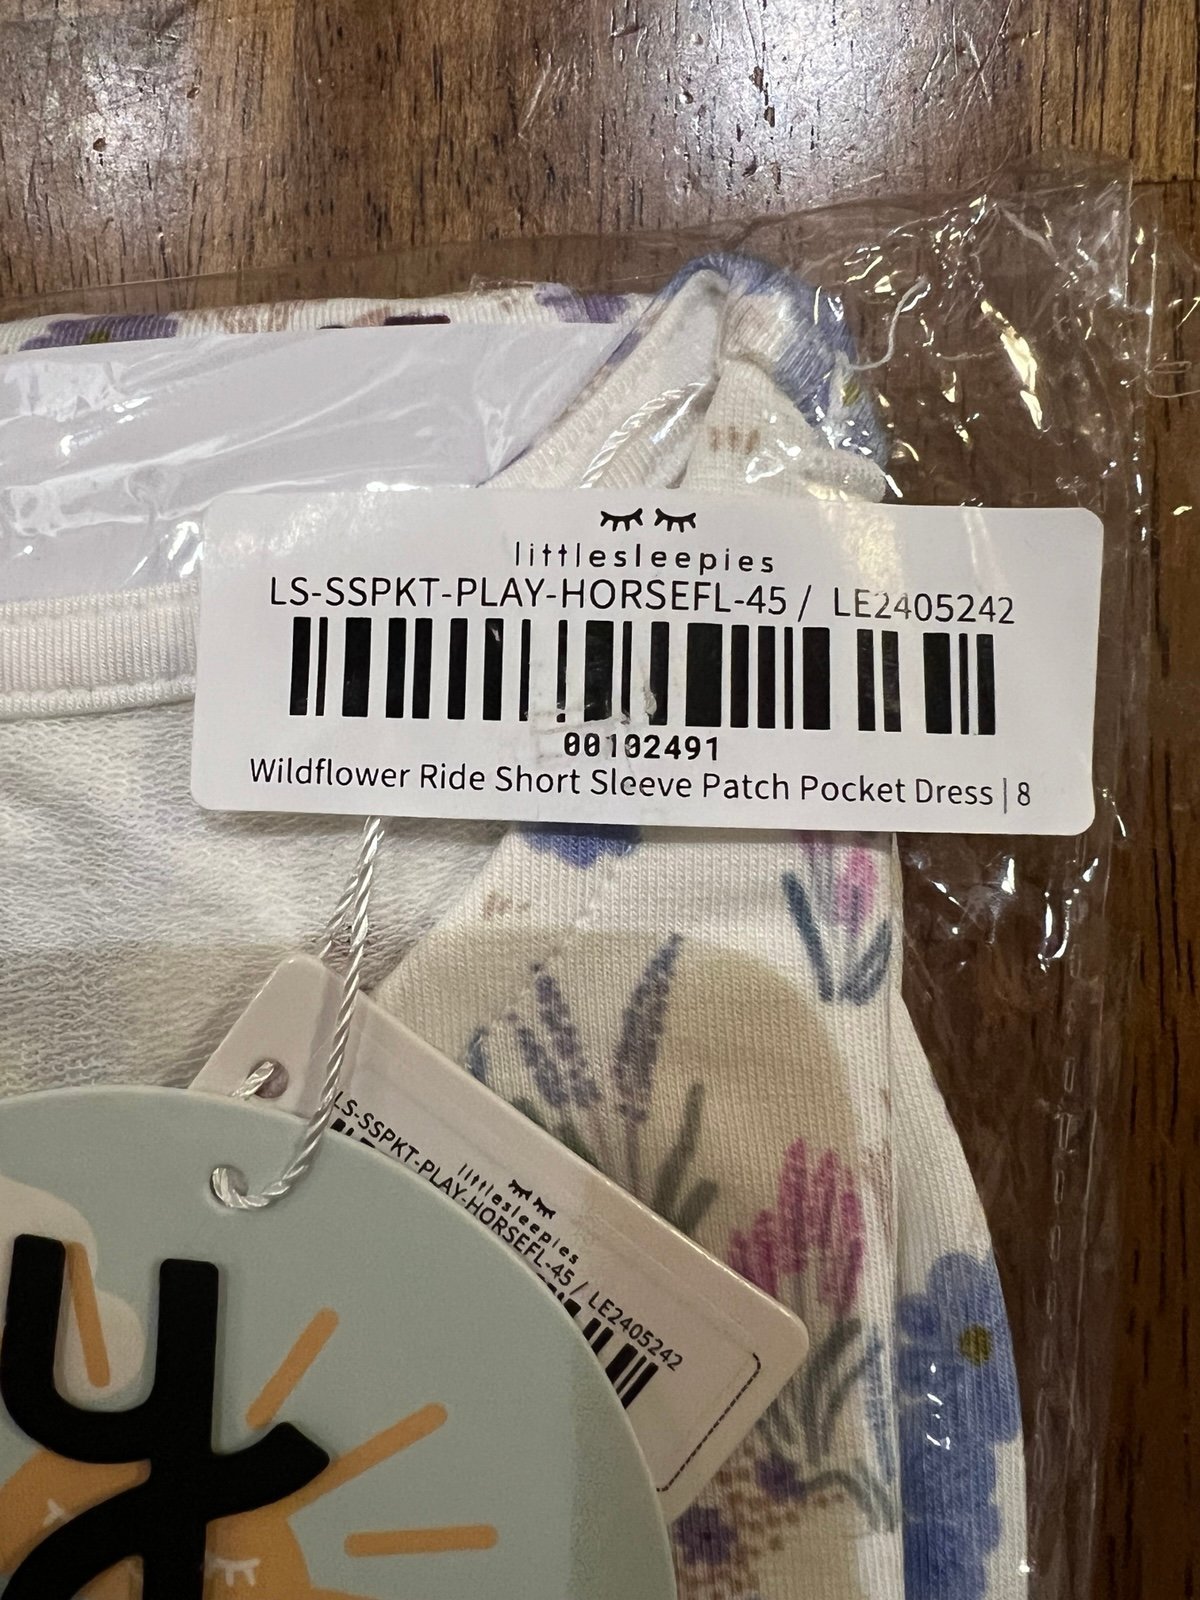 littlesleepies
LS-SSPKT-PLAY-HORSEFL-45 / LE2405242
00102491
Wildflower Ride Short Sleeve Patch Pocket Dress | 8
littlesleepies
LS-SSPKT-PLAY-HORSEFL-45 / LE2405242